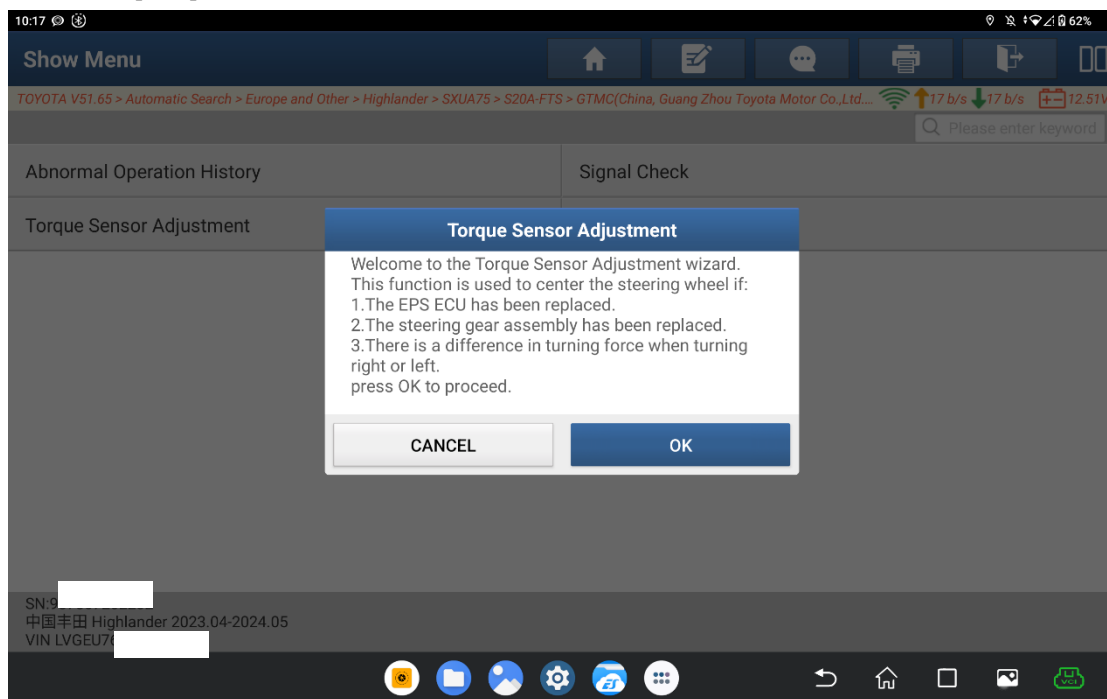 10:17
62%
Show Menu
TOYOTA V51.65 > Automatic Search > Europe and Other > Highlander > SXUA75 > S20A-FTS > GTMC(China, Guang Zhou Toyota Motor Co.,Ltd....
17 b/s 17 b/s 12.51V
Please enter keyword
Abnormal Operation History
Signal Check
Torque Sensor Adjustment
Torque Sensor Adjustment
Welcome to the Torque Sensor Adjustment wizard.
This function is used to center the steering wheel if:
1.The EPS ECU has been replaced.
2.The steering gear assembly has been replaced.
3.There is a difference in turning force when turning
right or left.
press OK to proceed.
CANCEL
OK
SN:9
中国丰田 Highlander 2023.04-2024.05
VIN LVGEU7
VCI